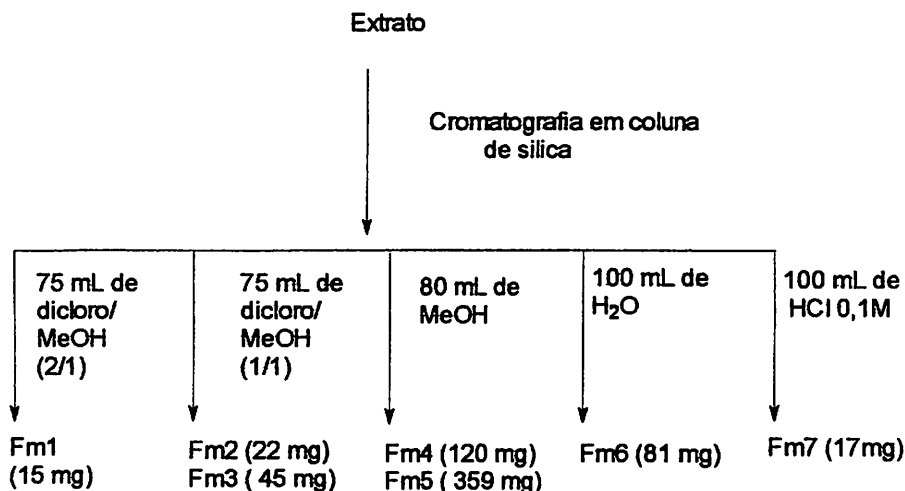 Extrato
Cromatografia em coluna
de silica
75 mL de
dicloro/
MeOH
(2/1)
75 mL de
dicloro/
MeOH
(1/1)
80 mL de
MeOH
100 mL de
H₂O
100 mL de
HCl 0,1M
Fm1
(15 mg)
Fm2 (22 mg)
Fm3 ( 45 mg)
Fm4 (120 mg)
Fm5 ( 359 mg)
Fm6 (81 mg)
Fm7 (17mg)